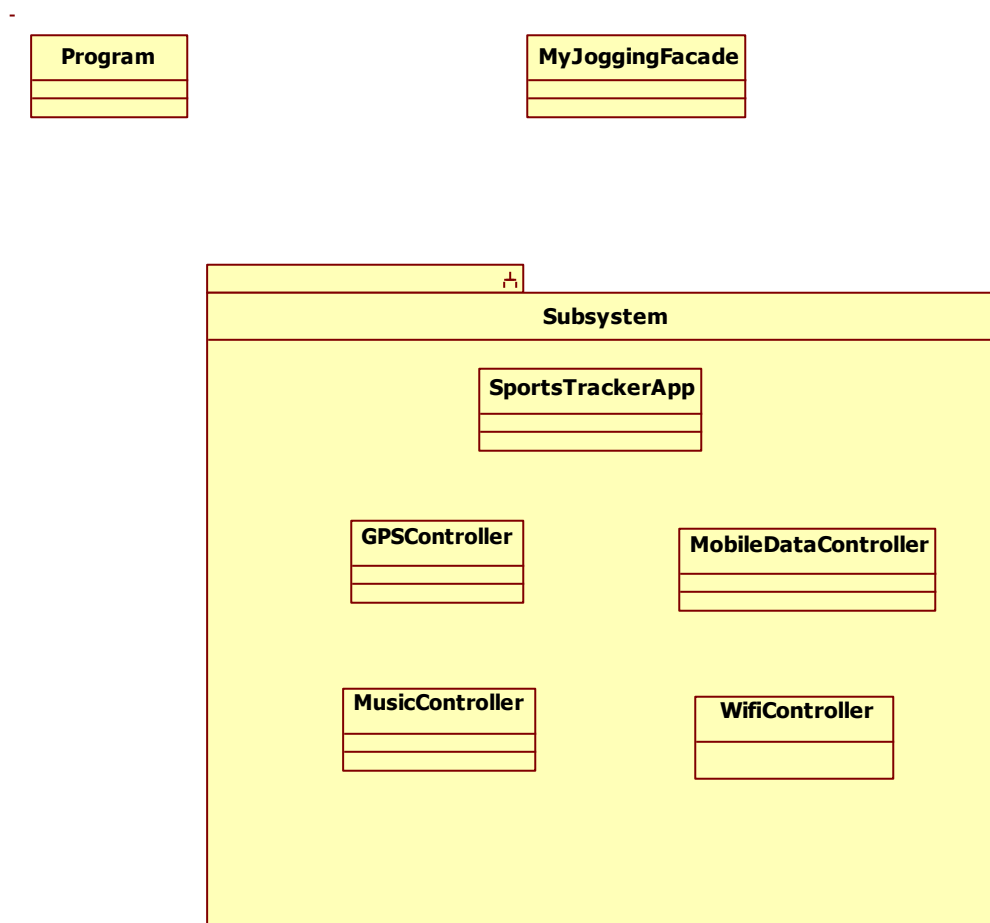 Program
MyJoggingFacade
Subsystem
SportsTrackerApp
GPSController
MobileDataController
MusicController
WifiController